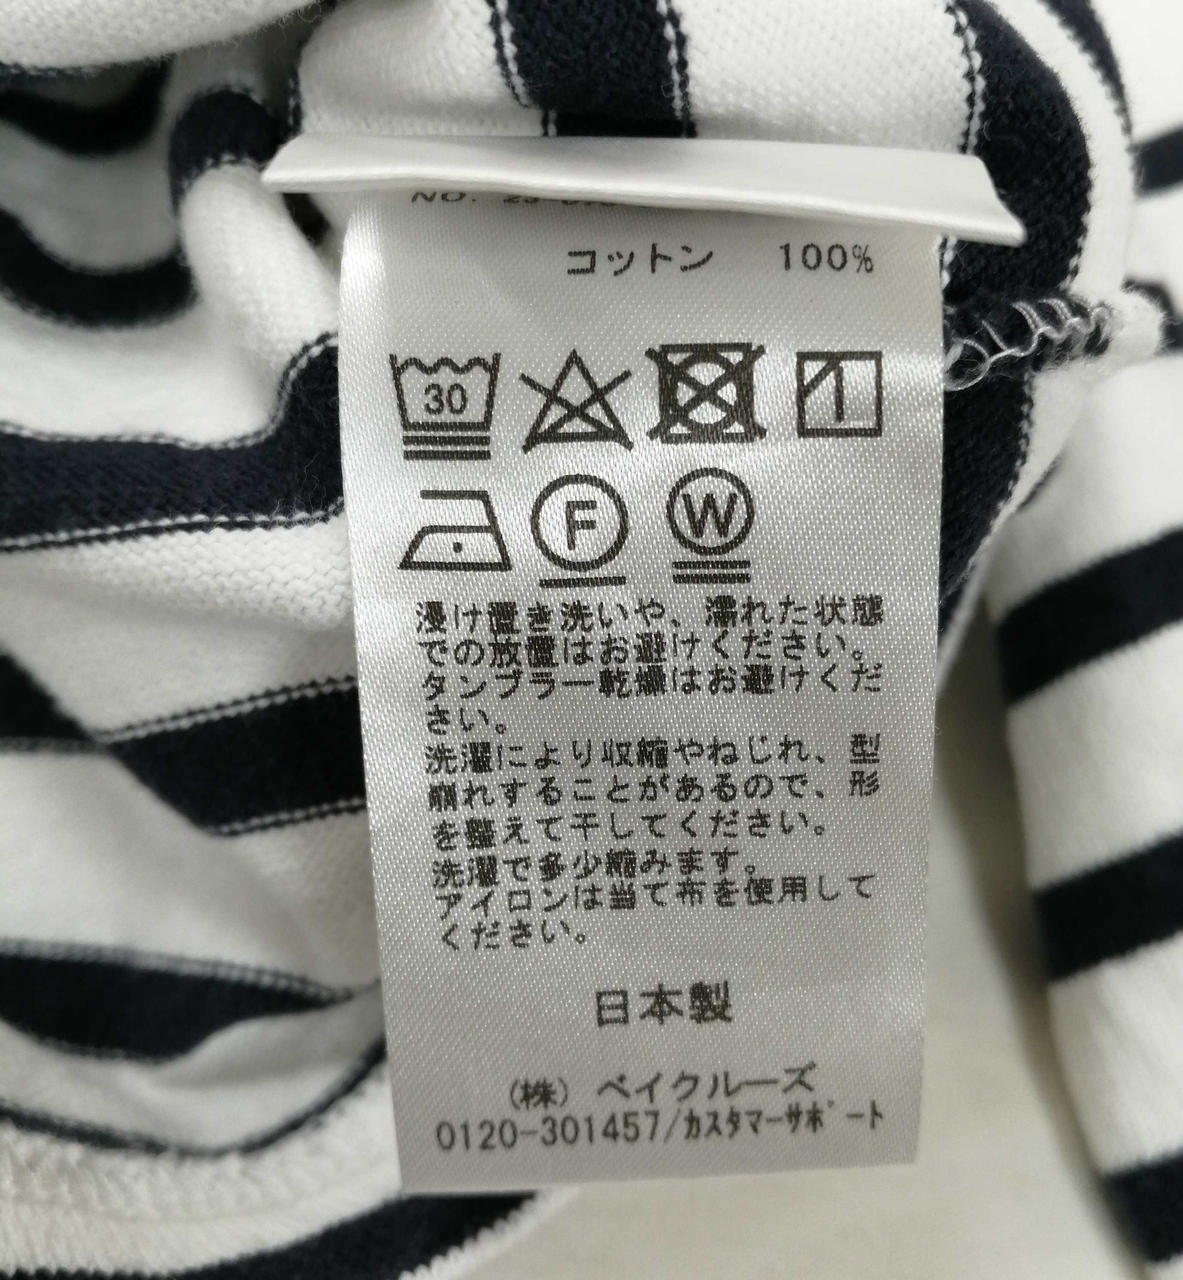 コットン 100%
30
F
W
浸け置き洗いや、濡れた状態
での放置はお避けください。
タンブラー乾燥はお避けくだ
さい。
洗濯により収縮やねじれ、型
崩れすることがあるので、形
を整えて干してください。
洗濯で多少縮みます。
アイロンは当て布を使用して
ください。
日本製
(株) ベイクルーズ
0120-301457/カスタマーサポート